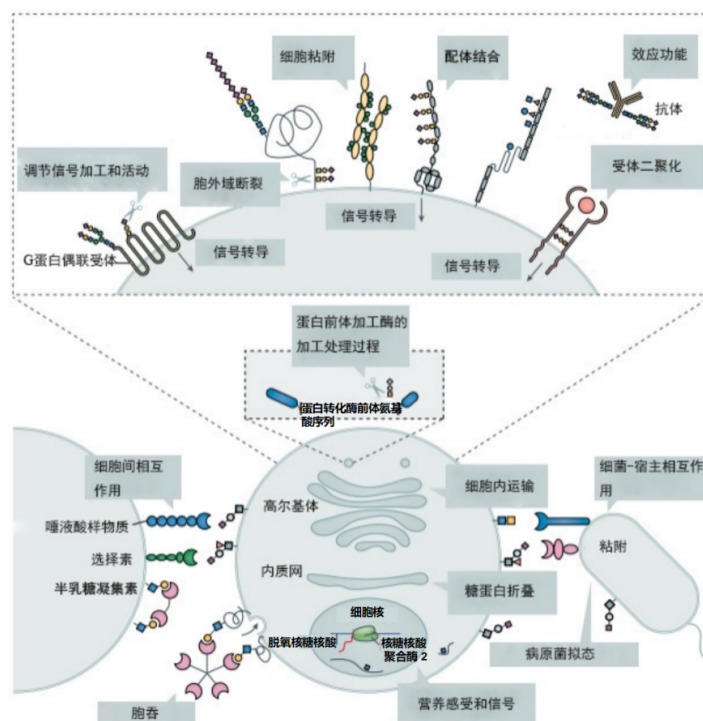 细胞粘附
配体结合
效应功能
抗体
调节信号加工和活动
胞外域断裂
受体二聚化
G蛋白偶联受体
信号转导
信号转导
信号转导
蛋白前体加工酶的
加工处理过程
(蛋白转化酶前体氨基
酸序列
细胞间相互
作用
唾液酸样物质
选择素
半乳糖凝集素
高尔基体
内质网
细胞内运输
糖蛋白折叠
细菌-宿主相互作
用
粘附
细胞核
脱氧核糖核酸
核糖核酸
聚合酶 2
病原菌拟态
营养感受和信号
胞吞